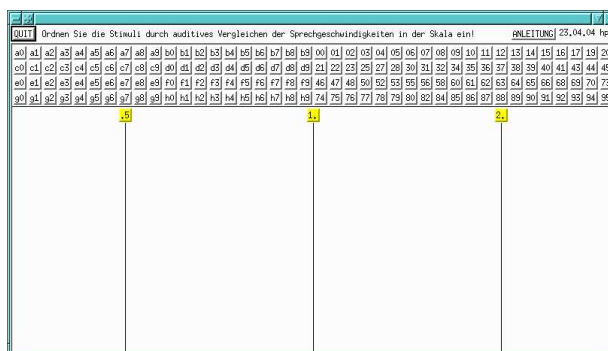 QUIT Ordnen Sie die Stimuli durch auditives Vergleichen der Sprechgeschwindigkeiten in der Skala ein! ANLEITUNG 23.04.04 hp
a0 a1 a2 a3 a4 a5 a6 a7 a8 a9 b0 b1 b2 b3 b4 b5 b6 b7 b8 b9 00 01 02 03 04 05 06 07 08 09 10 11 12 13 14 15 16 17 19 20
c0 c1 c2 c3 c4 c5 c6 c7 c8 c9 d0 d1 d2 d3 d4 d5 d6 d7 d8 d9 21 22 23 25 27 28 30 31 32 34 35 36 37 38 39 40 41 43 44 45
e0 e1 e2 e3 e4 e5 e6 e7 e8 e9 f0 f1 f2 f3 f4 f5 f6 f7 f8 f9 46 47 48 50 52 53 55 56 58 60 61 62 63 64 65 66 68 69 70
g0 g1 g2 g3 g4 g5 g6 g7 g8 g9 h0 h1 h2 h3 h4 h5 h6 h7 h8 h9 74 75 76 77 78 79 80 82 84 85 86 87 88 89 90 91 92 93 94 95
.5 1. 2.